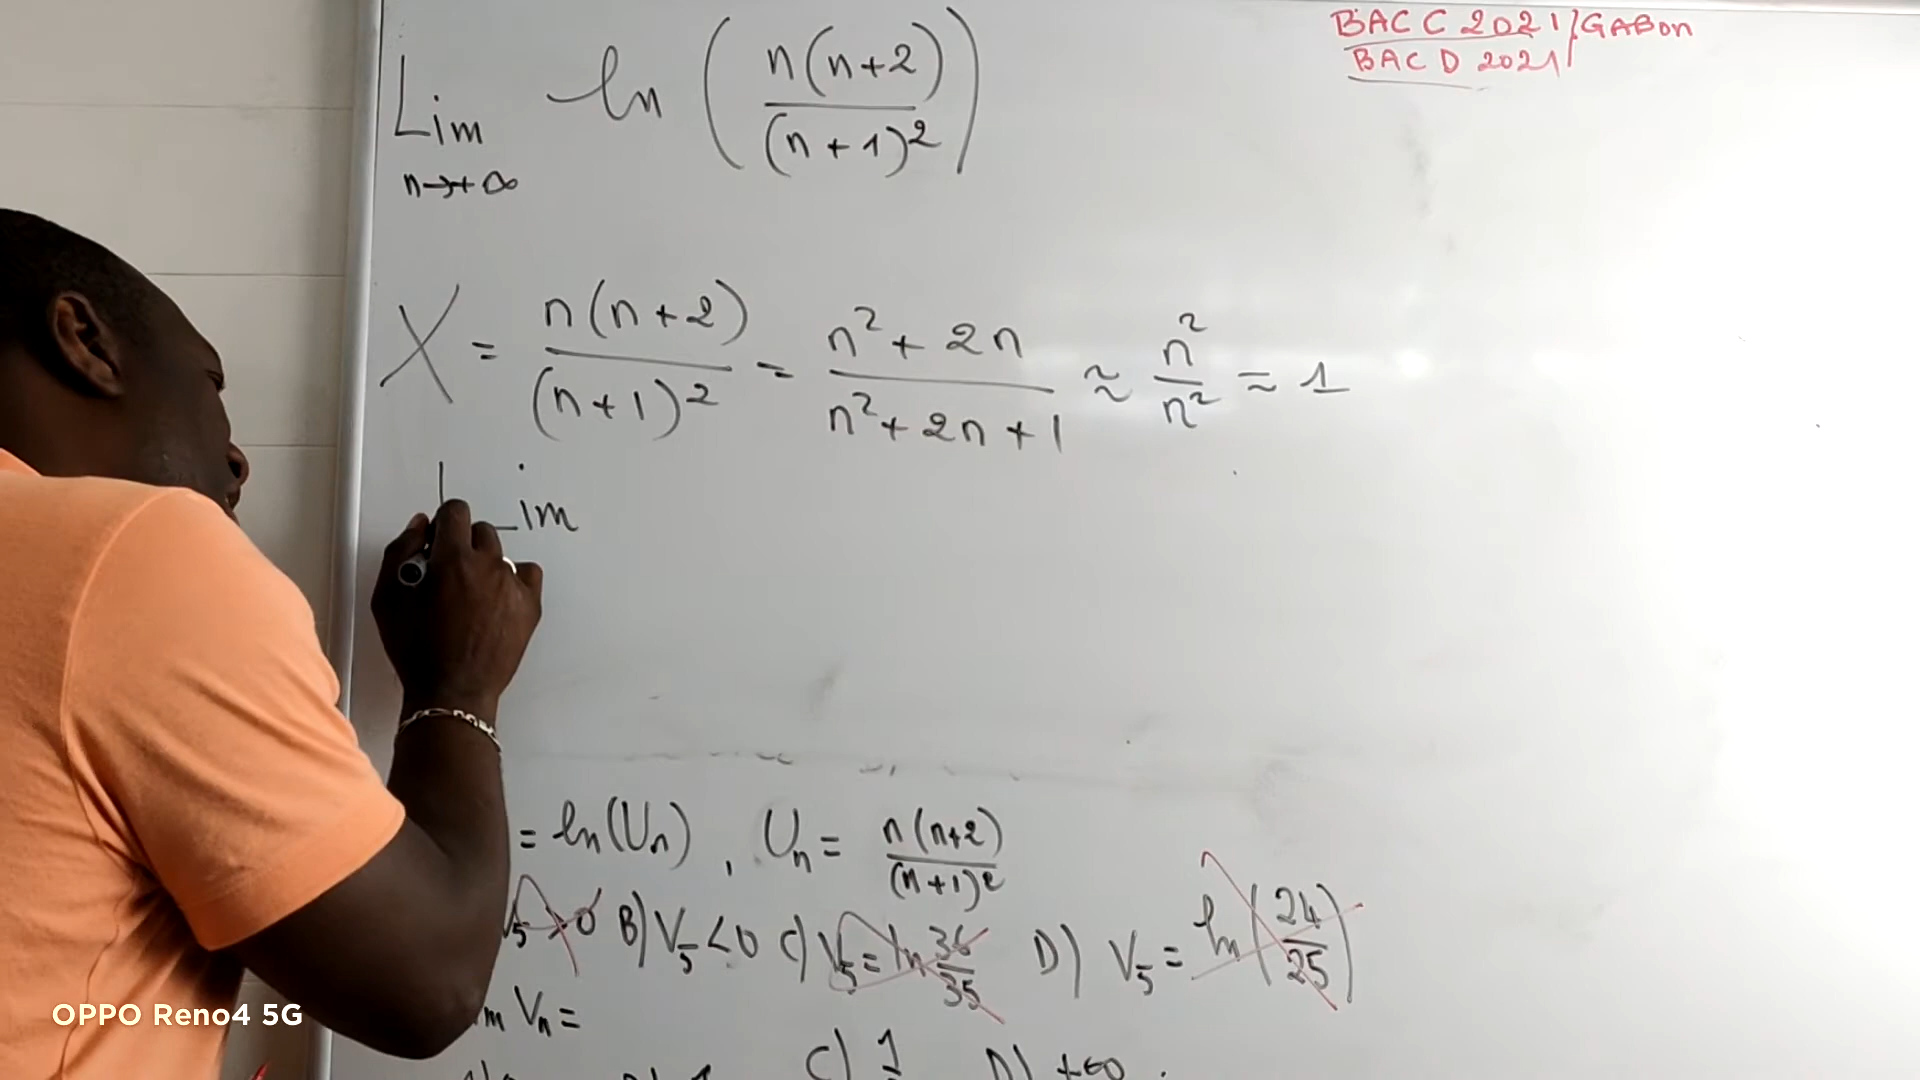 BAC C 2021/GABON
BAC D 2021
Lim ln ( n(n+2) / (n+1)² )
n→+∞
X = n(n+2) / (n+1)² = n²+2n / n²+2n+1 ≈ n² / n² = 1
Lim
= ln(Un), Un = n(n+2) / (n+1)²
V5 >0 B) V5<0 C) V5= ln 36/35 D) V5 = ln (24/25)
m Vn =
C) D) +∞
OPPO Reno4 5G